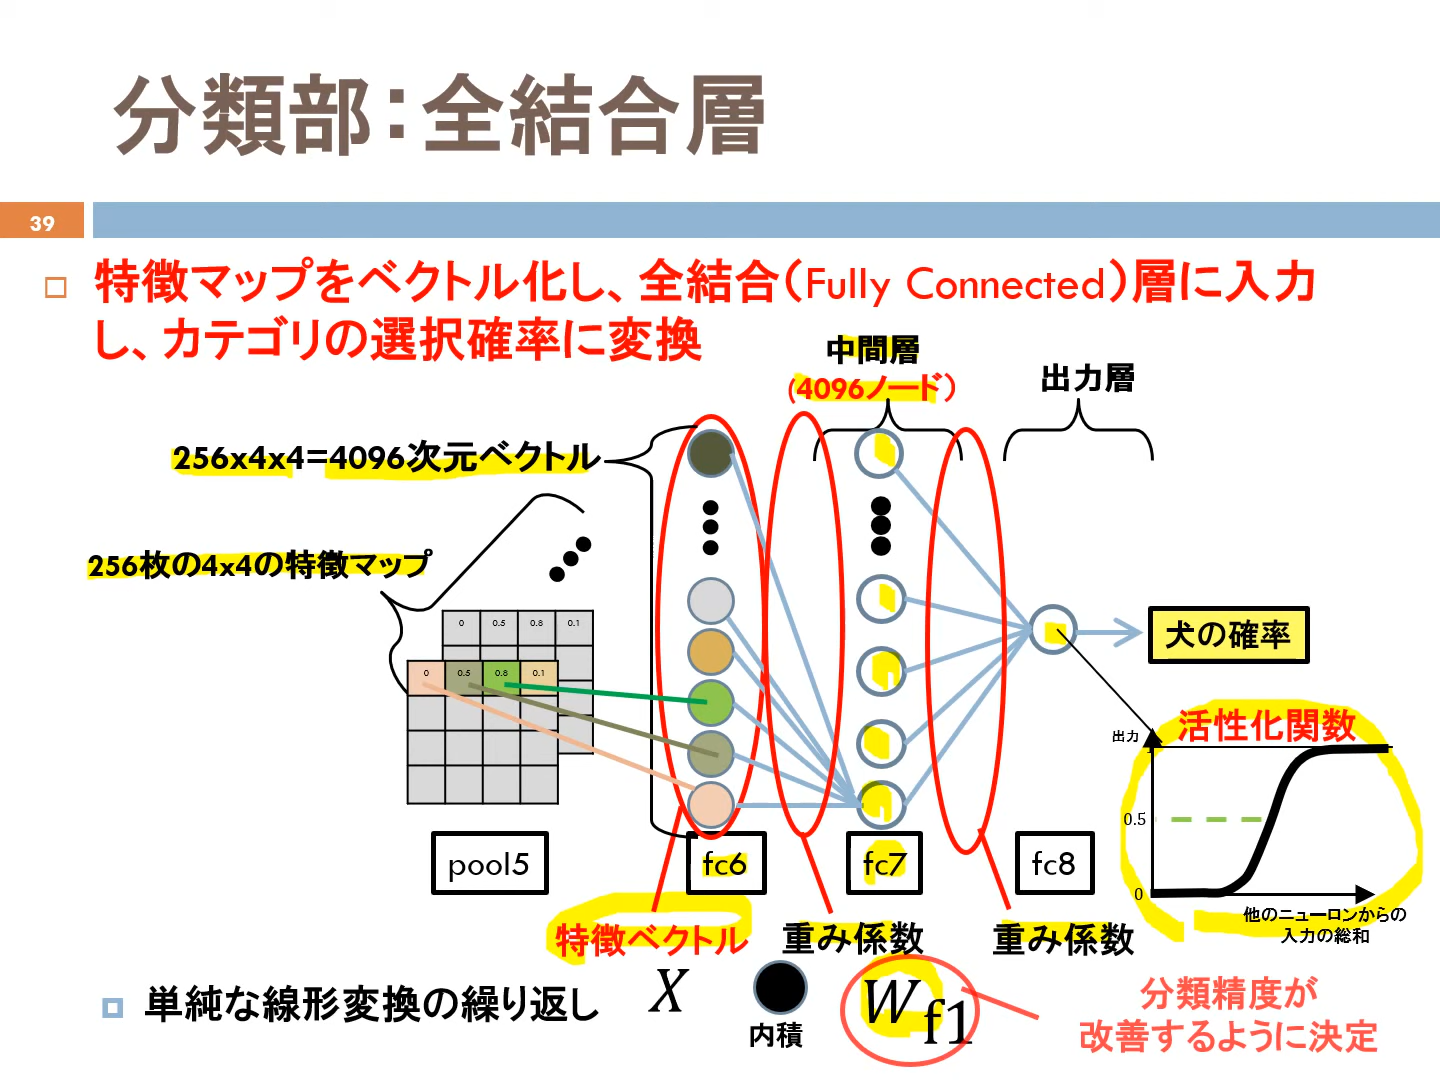 分類部：全結合層
39
特徴マップをベクトル化し、全結合（Fully Connected）層に入力
し、カテゴリの選択確率に変換
中間層
(4096ノード）
出力層
256x4x4=4096次元ベクトル
256枚の4x4の特徴マップ
0 0.5 0.8 0.1
0 0.5 0.8 0.1
犬の確率
活性化関数
出力
0.5
0
他のニューロンからの
入力の総和
pool5
fc6
fc7
fc8
特徴ベクトル
重み係数
重み係数
単純な線形変換の繰り返し
X
内積
Wf1
分類精度が
改善するように決定